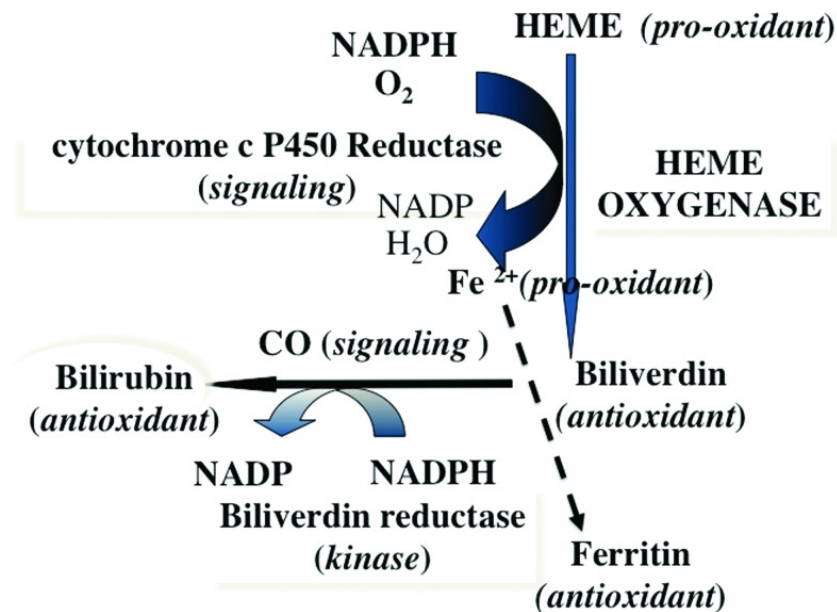 HEME (pro-oxidant)
NADPH
O₂
cytochrome c P450 Reductase
(signaling)
HEME
OXYGENASE
NADP
H₂O
Fe ²⁺(pro-oxidant)
CO (signaling )
Bilirubin
(antioxidant)
Biliverdin
(antioxidant)
NADP
NADPH
Biliverdin reductase
(kinase)
Ferritin
(antioxidant)